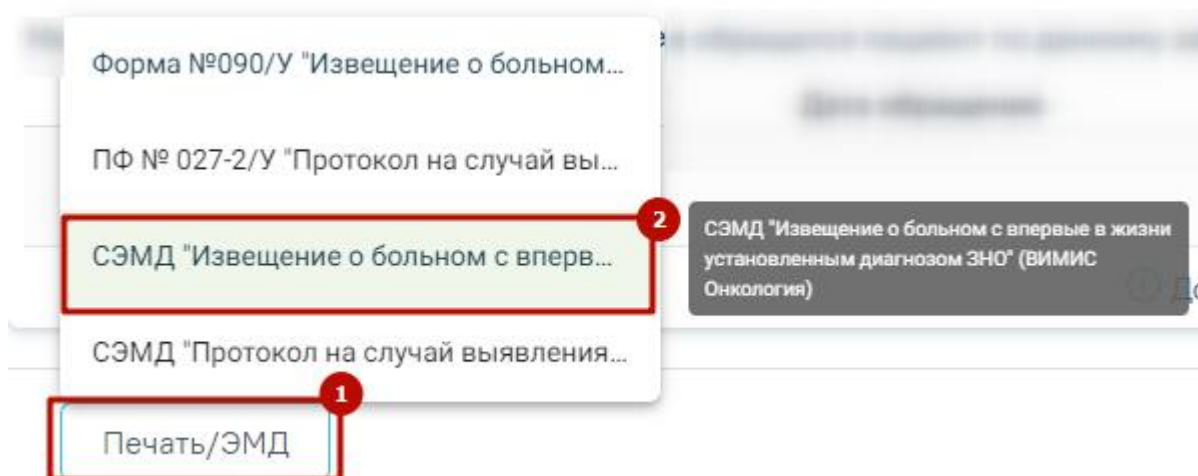 Форма №090/У "Извещение о больном...
ПФ № 027-2/У "Протокол на случай вы...
2
СЭМД "Извещение о больном с вперв...
СЭМД "Извещение о больном с впервые в жизни
установленным диагнозом ЗНО" (ВИМИС
Онкология)
СЭМД "Протокол на случай выявления...
1
Печать/ЭМД